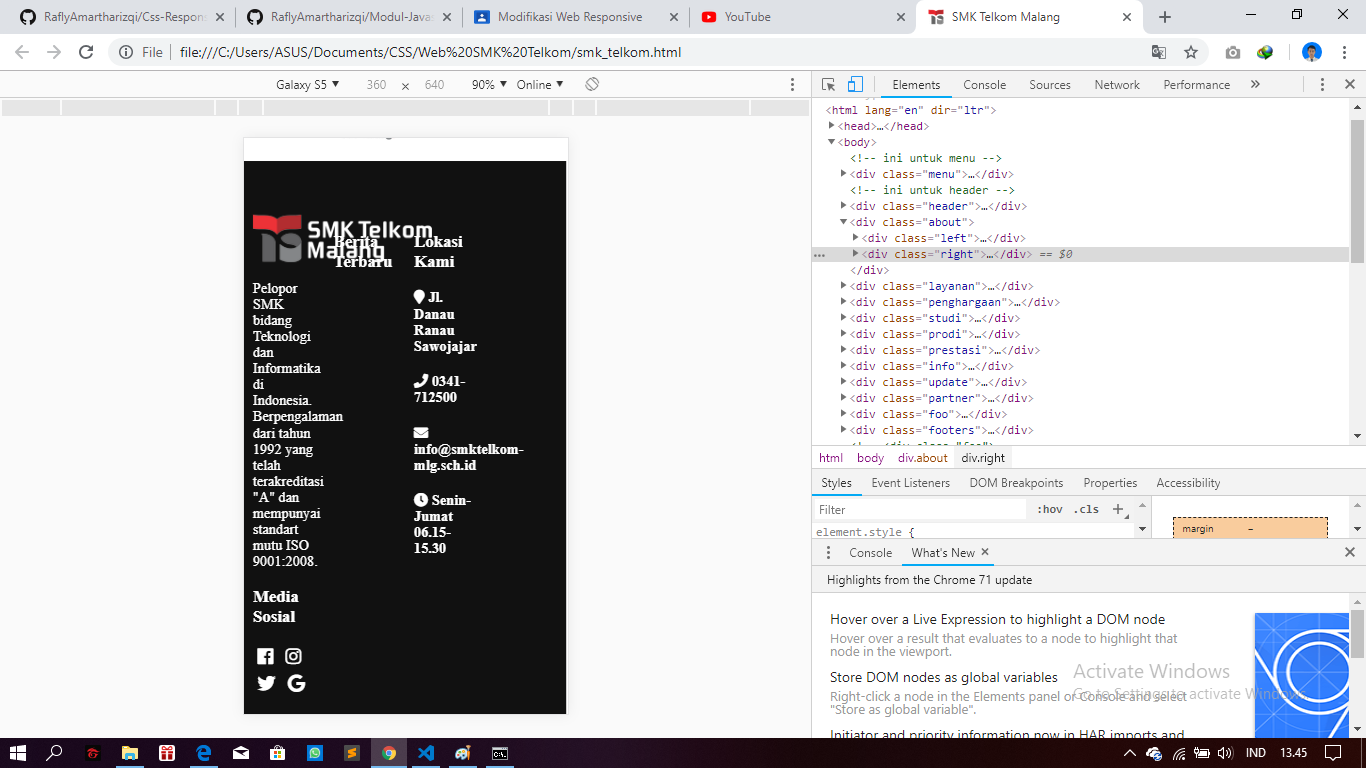 RaflyAmartharizqi/Css-Respons
RaflyAmartharizqi/Modul-Javas
Modifikasi Web Responsive
YouTube
SMK Telkom Malang
File
file:///C:/Users/ASUS/Documents/CSS/Web%20SMK%20Telkom/smk_telkom.html
Galaxy S5 ▼ 360 × 640 90% ▼ Online ▼
Elements Console Sources Network Performance »
<html lang="en" dir="ltr">
<head>…</head>
<body>
<!-- ini untuk menu -->
<div class="menu">…</div>
<!-- ini untuk header -->
<div class="header">…</div>
<div class="about">
<div class="left">…</div>
… <div class="right">…</div> == $0
</div>
<div class="layanan">…</div>
<div class="penghargaan">…</div>
<div class="studi">…</div>
<div class="prodi">…</div>
<div class="prestasi">…</div>
<div class="info">…</div>
<div class="update">…</div>
<div class="partner">…</div>
<div class="foo">…</div>
<div class="footers">…</div>
<!-- <div class="foo">
html body div.about div.right
Styles Event Listeners DOM Breakpoints Properties Accessibility
Filter :hov .cls +
element.style {
margin –
Console What's New ×
Highlights from the Chrome 71 update
Hover over a Live Expression to highlight a DOM node
Hover over a result that evaluates to a node to highlight that
node in the viewport.
Store DOM nodes as global variables
Right-click a node in the Elements panel or Console and select
"Store as global variable".
Initiator and priority information now in HAR imports and
Activate Windows
Go to Settings to activate Windows.
SMK Telkom
Malang
Pelopor
SMK
bidang
Teknologi
dan
Informatika
di
Indonesia.
Berpengalaman
dari tahun
1992 yang
telah
terakreditasi
"A" dan
mempunyai
standart
mutu ISO
9001:2008.
Media
Sosial
Berita
Terbaru
Lokasi
Kami
Jl.
Danau
Ranau
Sawojajar
0341-
712500
info@smktelkom-
mlg.sch.id
Senin-
Jumat
06.15-
15.30
IND 13.45